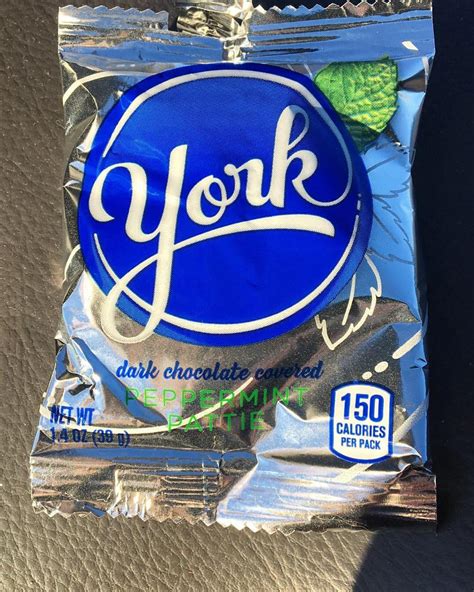 York
dark chocolate covered
PEPPERMINT
PATTIE
NET WT
1.4 OZ (39 g)
150
CALORIES
PER PACK